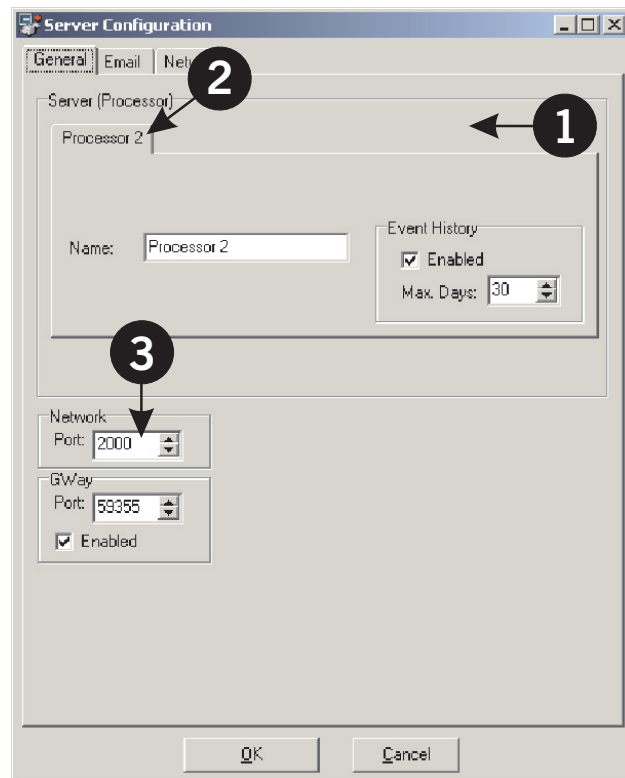 Server Configuration
General
Email
2
Server (Processor)
1
Processor 2
Name:
Processor 2
Event History
Enabled
Max. Days:
30
3
Network
Port:
2000
GWay
Port:
59355
Enabled
OK
Cancel